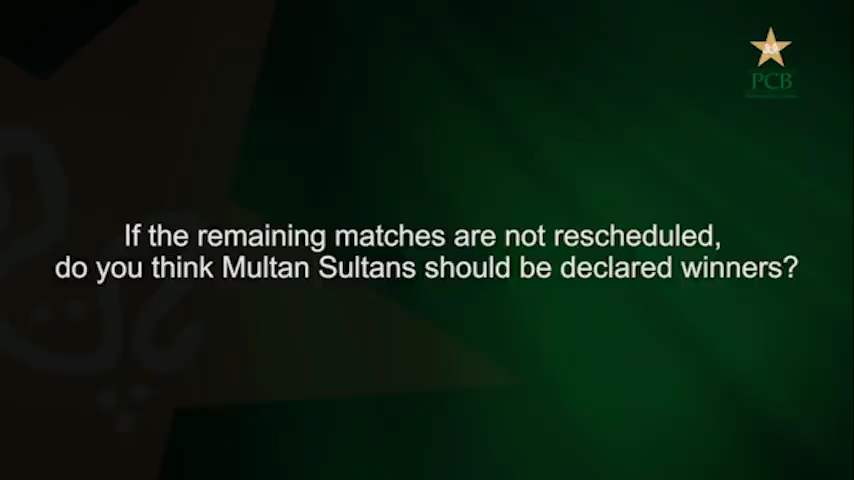 PCB
If the remaining matches are not rescheduled,
do you think Multan Sultans should be declared winners?